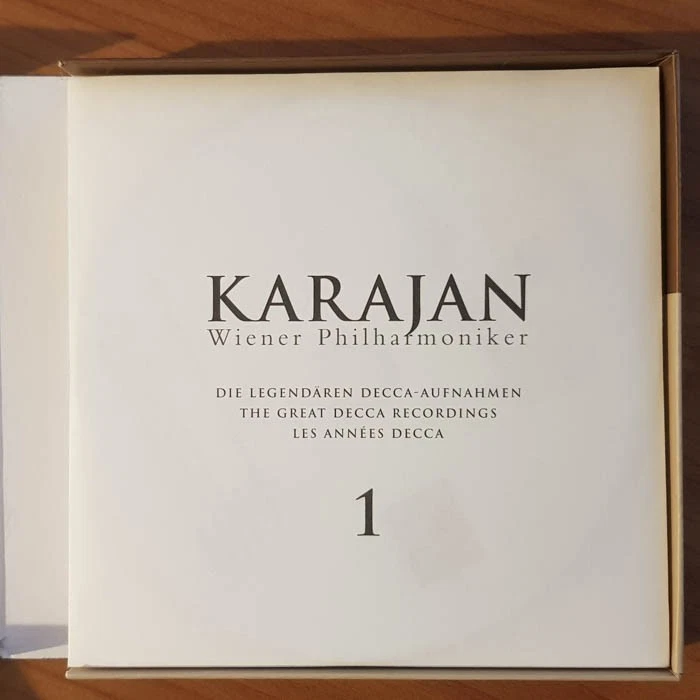 KARAJAN
Wiener Philharmoniker
DIE LEGENDÄREN DECCA-AUFNAHMEN
THE GREAT DECCA RECORDINGS
LES ANNÉES DECCA
1